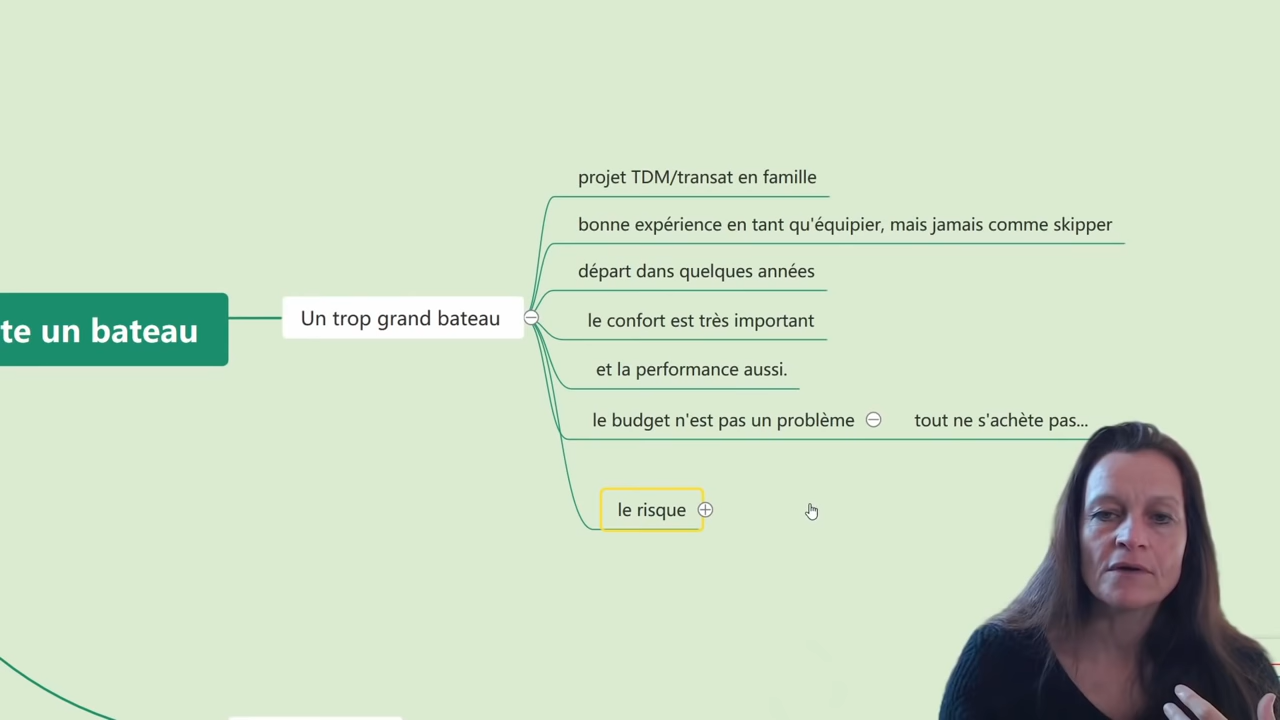 projet TDM/transat en famille
bonne expérience en tant qu'équipier, mais jamais comme skipper
départ dans quelques années
te un bateau
Un trop grand bateau
le confort est très important
et la performance aussi.
le budget n'est pas un problème
tout ne s'achète pas...
le risque